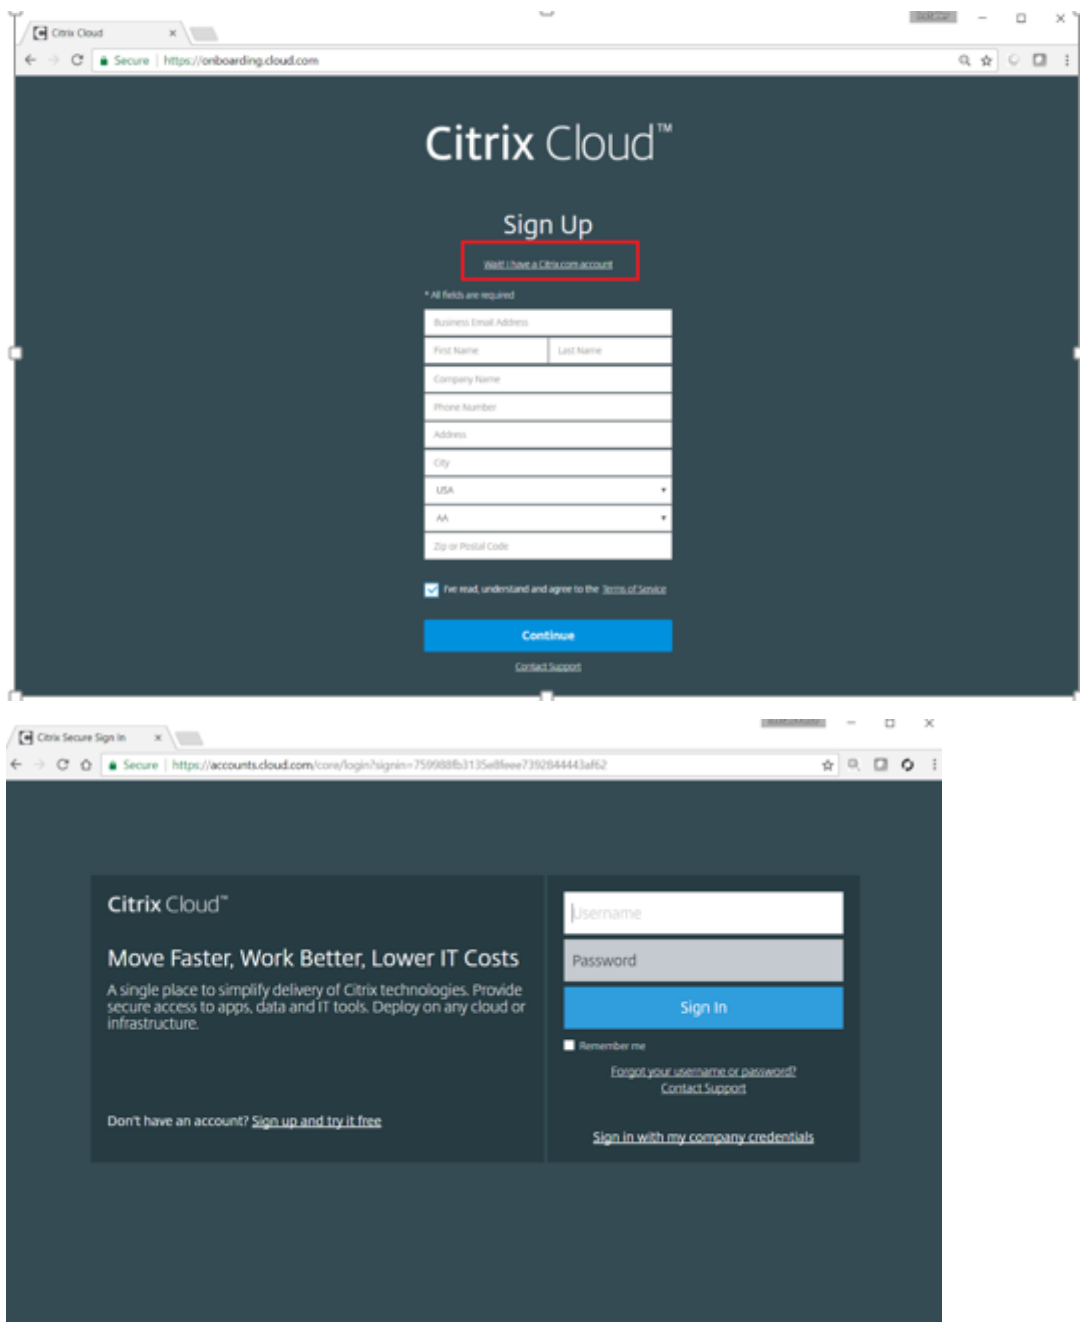 Citrix Cloud
Secure | https://onboarding.cloud.com
Citrix Cloud™
Sign Up
Wait! I have a Citrix.com account
* All fields are required
Business Email Address
First Name Last Name
Company Name
Phone Number
Address
City
USA
AA
Zip or Postal Code
I've read, understand and agree to the Terms of Service
Continue
Contact Support
Citrix Secure Sign In
Secure | https://accounts.cloud.com/core/login?signin=759988fb3135e8feee7392844443af62
Citrix Cloud™
Move Faster, Work Better, Lower IT Costs
A single place to simplify delivery of Citrix technologies. Provide
secure access to apps, data and IT tools. Deploy on any cloud or
infrastructure.
Don't have an account? Sign up and try it free
Username
Password
Sign In
Remember me
Forgot your username or password?
Contact Support
Sign in with my company credentials